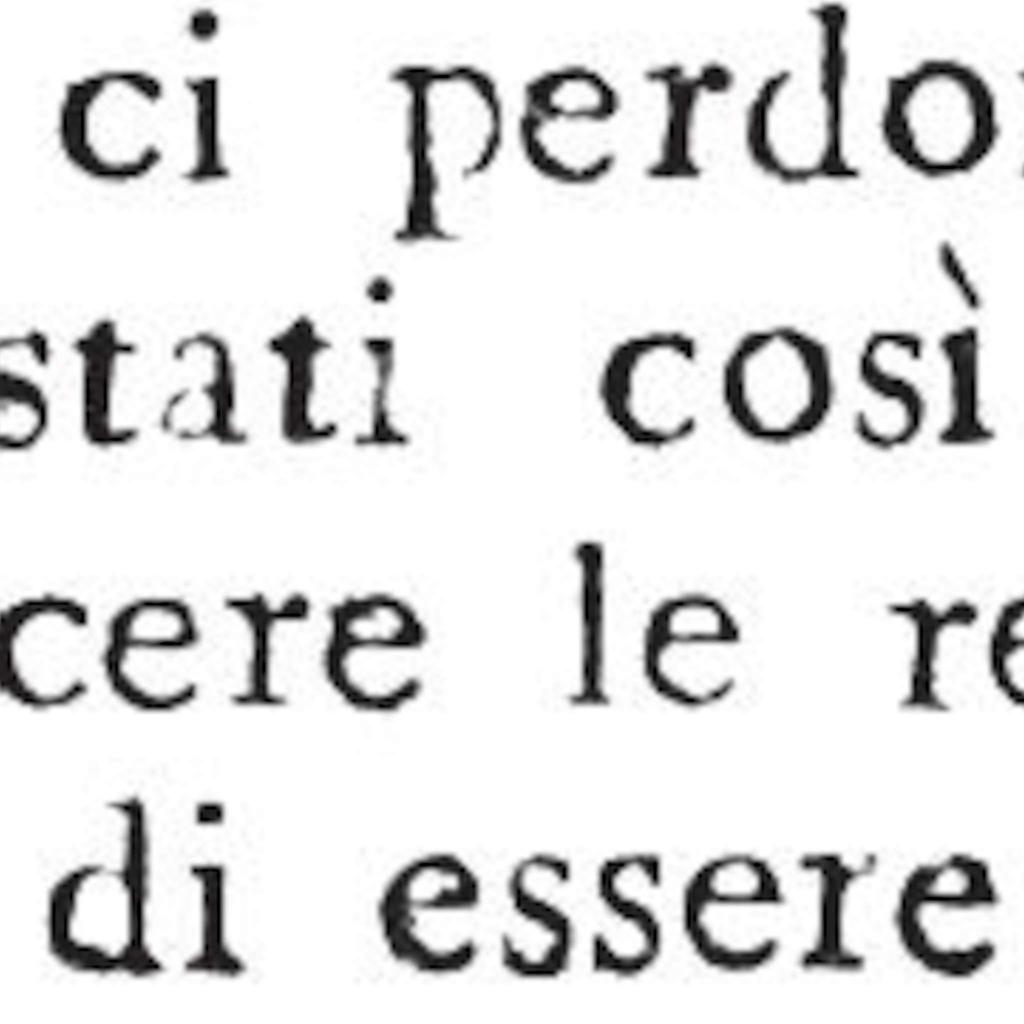 ci perdo
stati così
cere le re
di essere